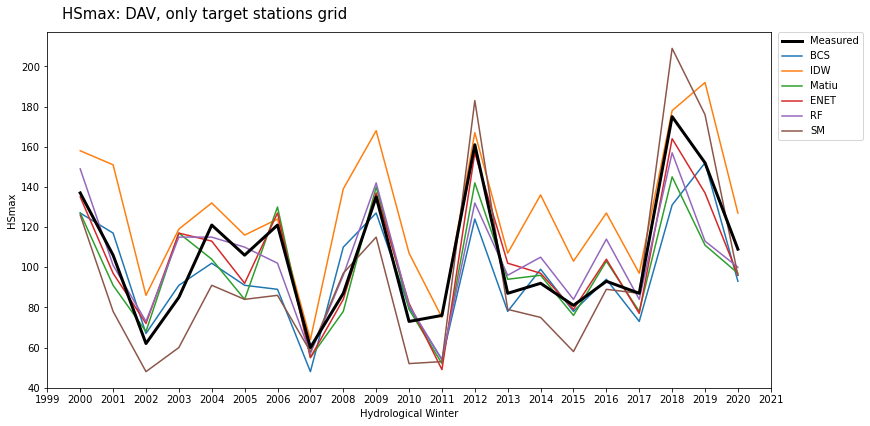 HSmax: DAV, only target stations grid
HSmax
200
180
160
140
120
100
80
60
40
1999 2000 2001 2002 2003 2004 2005 2006 2007 2008 2009 2010 2011 2012 2013 2014 2015 2016 2017 2018 2019 2020 2021
Hydrological Winter
Measured
BCS
IDW
Matiu
ENET
RF
SM